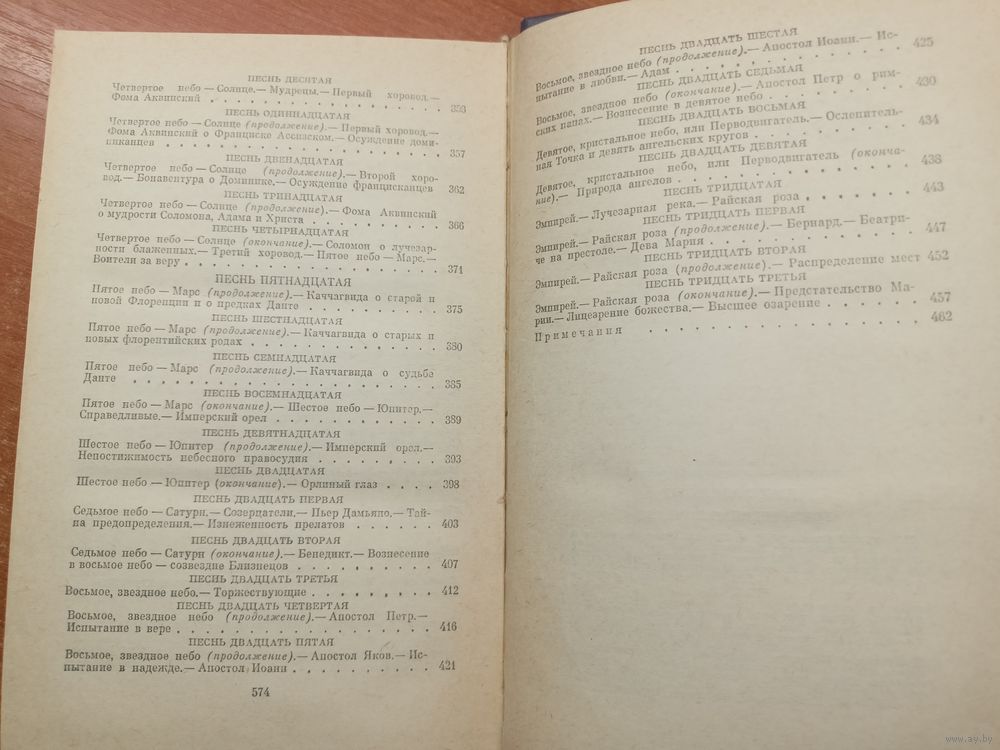 ПЕСНЬ ДЕСЯТАЯ
Четвертое небо — Солнце.— Мудрецы.— Первый хоровод.—
Фома Аквинский . . . . . . . . . . . . . . . . 353
ПЕСНЬ ОДИННАДЦАТАЯ
Четвертое небо — Солнце (продолжение).— Первый хоровод.—
Фома Аквинский о Франциске Ассизском.— Осуждение доми-
никанцев . . . . . . . . . . . . . . . . 357
ПЕСНЬ ДВЕНАДЦАТАЯ
Четвертое небо — Солнце (продолжение).— Второй хоро-
вод.— Бонавентура о Доминике.— Осуждение францисканцев 362
ПЕСНЬ ТРИНАДЦАТАЯ
Четвертое небо — Солнце (продолжение).— Фома Аквинский
о мудрости Соломона, Адама и Христа . . . . . . . . 366
ПЕСНЬ ЧЕТЫРНАДЦАТАЯ
Четвертое небо — Солнце (окончание).— Соломон о лучезар-
ности блаженных.— Третий хоровод.— Пятое небо — Марс.—
Воители за веру . . . . . . . . . . . . . . . 371
ПЕСНЬ ПЯТНАДЦАТАЯ
Пятое небо — Марс (продолжение).— Каччагвида о старой и
новой Флоренции и о предках Данте . . . . . . . . 375
ПЕСНЬ ШЕСТНАДЦАТАЯ
Пятое небо — Марс (продолжение).— Каччагвида о старых и
новых флорентийских родах . . . . . . . . . . . 380
ПЕСНЬ СЕМНАДЦАТАЯ
Пятое небо — Марс (продолжение).— Каччагвида о судьбе
Данте . . . . . . . . . . . . . . . . . . 385
ПЕСНЬ ВОСЕМНАДЦАТАЯ
Пятое небо — Марс (окончание).— Шестое небо — Юпитер.—
Справедливые.— Имперский орел . . . . . . . . . 389
ПЕСНЬ ДЕВЯТНАДЦАТАЯ
Шестое небо — Юпитер (продолжение).— Имперский орел.—
Непостижимость небесного правосудия . . . . . . . 393
ПЕСНЬ ДВАДЦАТАЯ
Шестое небо — Юпитер (окончание).— Орлиный глаз . . . . 398
ПЕСНЬ ДВАДЦАТЬ ПЕРВАЯ
Седьмое небо — Сатурн.— Созерцатели.— Пьер Дамьяно.— Тай-
на предопределения.— Изнеженность прелатов . . . . . . 403
ПЕСНЬ ДВАДЦАТЬ ВТОРАЯ
Седьмое небо — Сатурн (окончание).— Бенедикт.— Вознесение
в восьмое небо — созвездие Близнецов . . . . . . . . 407
ПЕСНЬ ДВАДЦАТЬ ТРЕТЬЯ
Восьмое, звездное небо.— Торжествующие . . . . . . . . 412
ПЕСНЬ ДВАДЦАТЬ ЧЕТВЕРТАЯ
Восьмое, звездное небо (продолжение).— Апостол Петр.—
Испытание в вере . . . . . . . . . . . . . . 416
ПЕСНЬ ДВАДЦАТЬ ПЯТАЯ
Восьмое, звездное небо (продолжение).— Апостол Яков.— Ис-
пытание в надежде.— Апостол Иоанн . . . . . . . . . 421
574
ПЕСНЬ ДВАДЦАТЬ ШЕСТАЯ
Восьмое, звездное небо (продолжение).— Апостол Иоанн.— Ис-
пытание в любви.— Адам . . . . . . . . . . . . 425
ПЕСНЬ ДВАДЦАТЬ СЕДЬМАЯ
Восьмое, звездное небо (окончание).— Апостол Петр о рим-
ских папах.— Вознесение в девятое небо . . . . . . . 430
ПЕСНЬ ДВАДЦАТЬ ВОСЬМАЯ
Девятое, кристальное небо, или Перводвигатель.— Ослепитель-
ная Точка и девять ангельских кругов . . . . . . . . 434
ПЕСНЬ ДВАДЦАТЬ ДЕВЯТАЯ
Девятое, кристальное небо, или Перводвигатель (оконча-
ние).— Природа ангелов . . . . . . . . . . . . 438
ПЕСНЬ ТРИДЦАТАЯ
Эмпирей.— Лучезарная река.— Райская роза . . . . . . . 443
ПЕСНЬ ТРИДЦАТЬ ПЕРВАЯ
Эмпирей.— Райская роза (продолжение).— Бернард.— Беатри-
че на престоле.— Дева Мария . . . . . . . . . . 447
ПЕСНЬ ТРИДЦАТЬ ВТОРАЯ
Эмпирей.— Райская роза (продолжение).— Распределение мест 452
ПЕСНЬ ТРИДЦАТЬ ТРЕТЬЯ
Эмпирей.— Райская роза (окончание).— Предстательство Ма-
рии.— Лицезрение божества.— Высшее озарение . . . . . 457
Примечания . . . . . . . . . . . . . . . . 462
www.ay.by